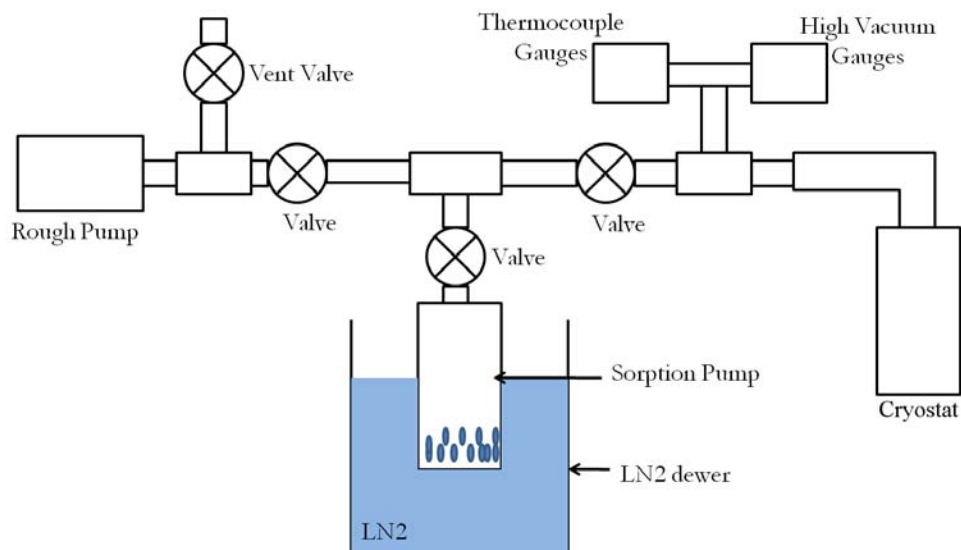 Thermocouple
Gauges
High Vacuum
Gauges
Vent Valve
Rough Pump
Valve
Valve
Valve
Sorption Pump
Cryostat
LN2 dewer
LN2